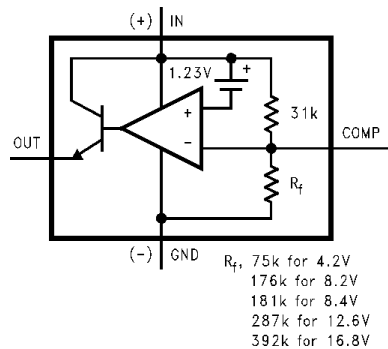 (+) IN
1.23V
+
+
−
31k
COMP
OUT
Rf
(−) GND
Rf, 75k for 4.2V
176k for 8.2V
181k for 8.4V
287k for 12.6V
392k for 16.8V